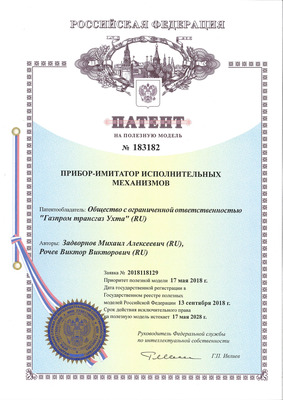 РОССИЙСКАЯ ФЕДЕРАЦИЯ
ПАТЕНТ
НА ПОЛЕЗНУЮ МОДЕЛЬ
№ 183182
ПРИБОР-ИМИТАТОР ИСПОЛНИТЕЛЬНЫХ
МЕХАНИЗМОВ
Патентообладатель: Общество с ограниченной ответственностью
"Газпром трансгаз Ухта" (RU)
Авторы: Задворнов Михаил Алексеевич (RU),
Рочев Виктор Викторович (RU)
Заявка № 2018118129
Приоритет полезной модели 17 мая 2018 г.
Дата государственной регистрации в
Государственном реестре полезных
моделей Российской Федерации 13 сентября 2018 г.
Срок действия исключительного права
на полезную модель истекает 17 мая 2028 г.
Руководитель Федеральной службы
по интеллектуальной собственности
Г.П. Ивлиев